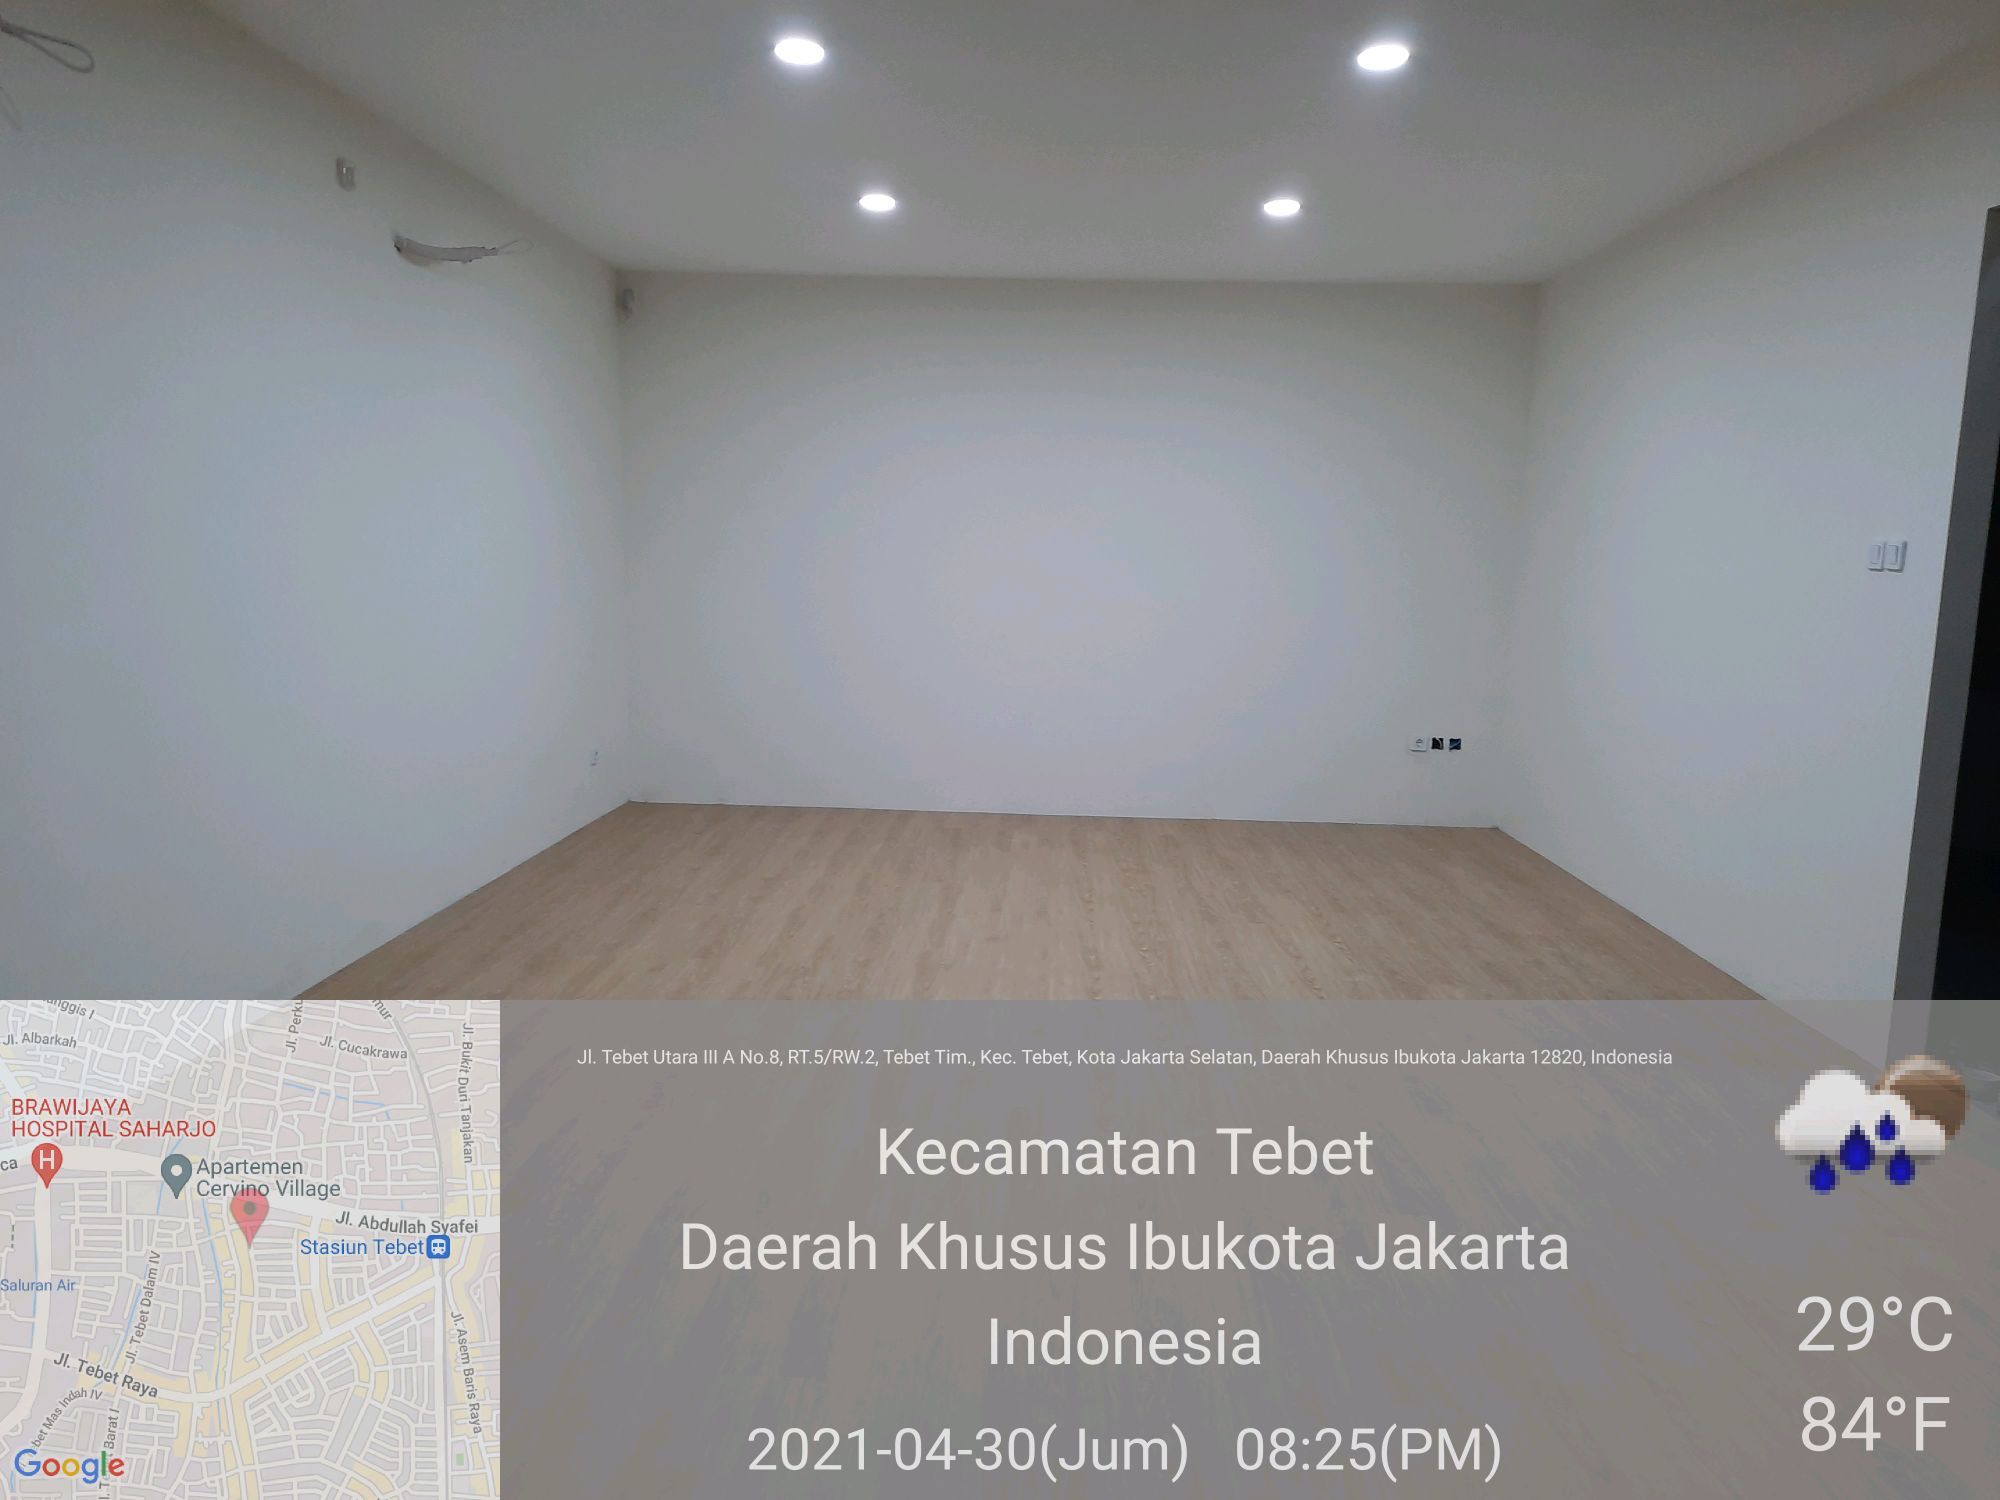 Jl. Tebet Utara III A No.8, RT.5/RW.2, Tebet Tim., Kec. Tebet, Kota Jakarta Selatan, Daerah Khusus Ibukota Jakarta 12820, Indonesia
Kecamatan Tebet
Daerah Khusus Ibukota Jakarta
Indonesia
2021-04-30(Jum) 08:25(PM)
29°C
84°F
Jl. Albarkah
Jl. Cucakrawa
Jl. Bukit Duri Tanjakan
BRAWIJAYA
HOSPITAL SAHARJO
H
Apartemen
Cervino Village
Jl. Abdullah Syafei
Stasiun Tebet
Saluran Air
Jl. Tebet Dalam IV
Jl. Tebet Raya
Jl. Asem Baris Raya
Google